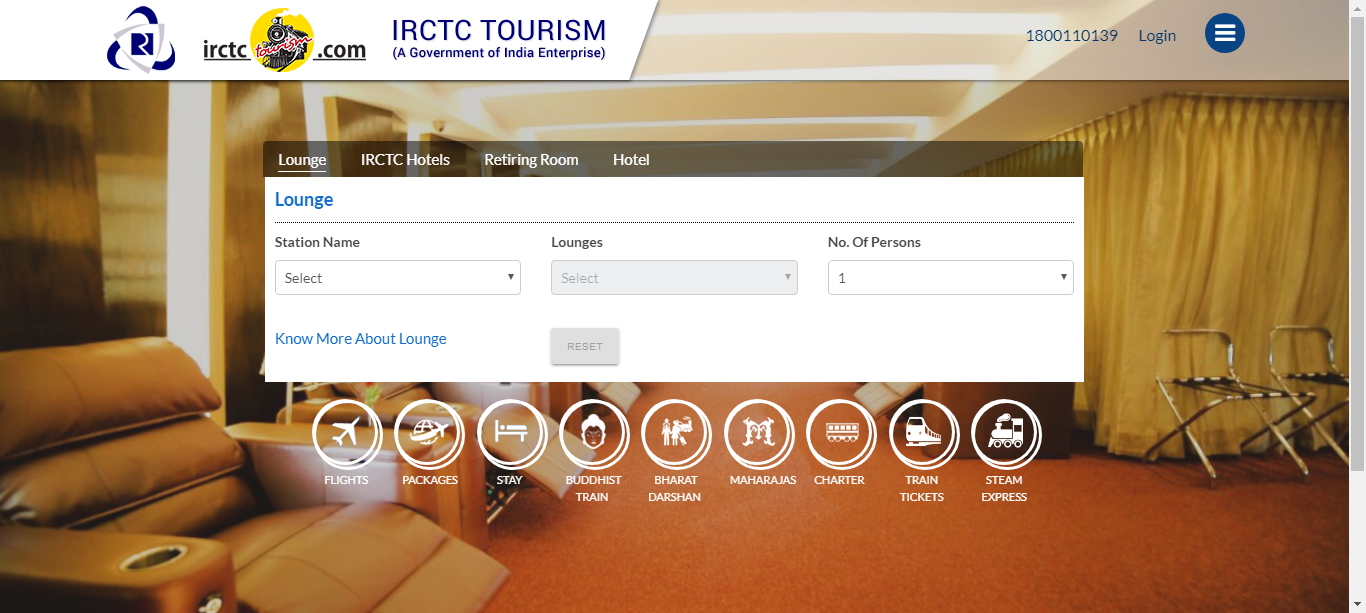 irctc tourism .com
IRCTC TOURISM
(A Government of India Enterprise)
1800110139 Login
Lounge IRCTC Hotels Retiring Room Hotel
Lounge
Station Name Lounges No. Of Persons
Select Select 1
Know More About Lounge RESET
FLIGHTS PACKAGES STAY BUDDHIST TRAIN BHARAT DARSHAN MAHARAJAS CHARTER TRAIN TICKETS STEAM EXPRESS